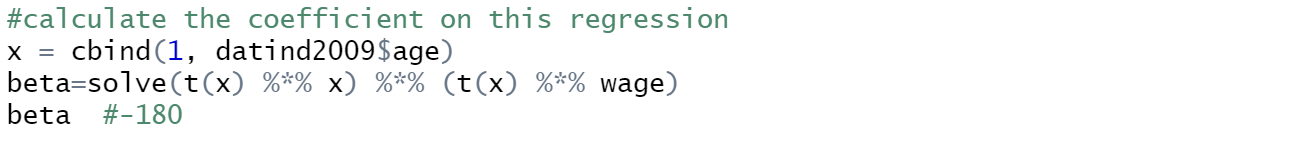 #calculate the coefficient on this regression
x = cbind(1, datind2009$age)
beta=solve(t(x) %*% x) %*% (t(x) %*% wage)
beta  #-180